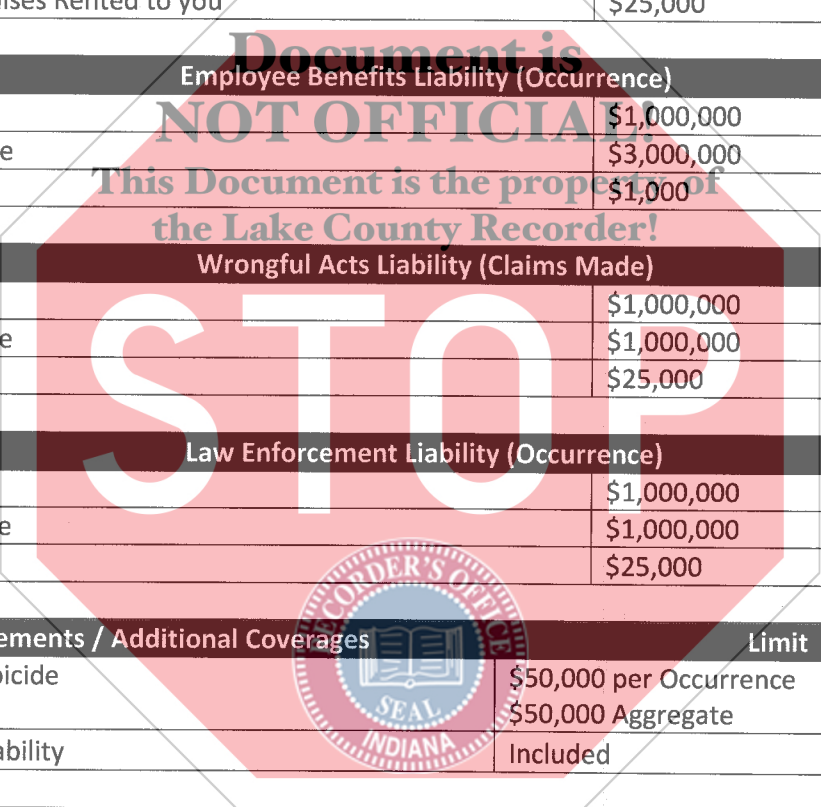 ises Rented to you $25,000
Document is
Employee Benefits Liability (Occurrence)
NOT OFFICIAL!
$1,000,000
e $3,000,000
This Document is the property of
$1,000
the Lake County Recorder!
Wrongful Acts Liability (Claims Made)
$1,000,000
e $1,000,000
$25,000
STOP
Law Enforcement Liability (Occurrence)
$1,000,000
e $1,000,000
$25,000
RECORDER'S OFFICE
ements / Additional Coverages Limit
icide $50,000 per Occurrence
SEAL
$50,000 Aggregate
INDIANA
ability Included